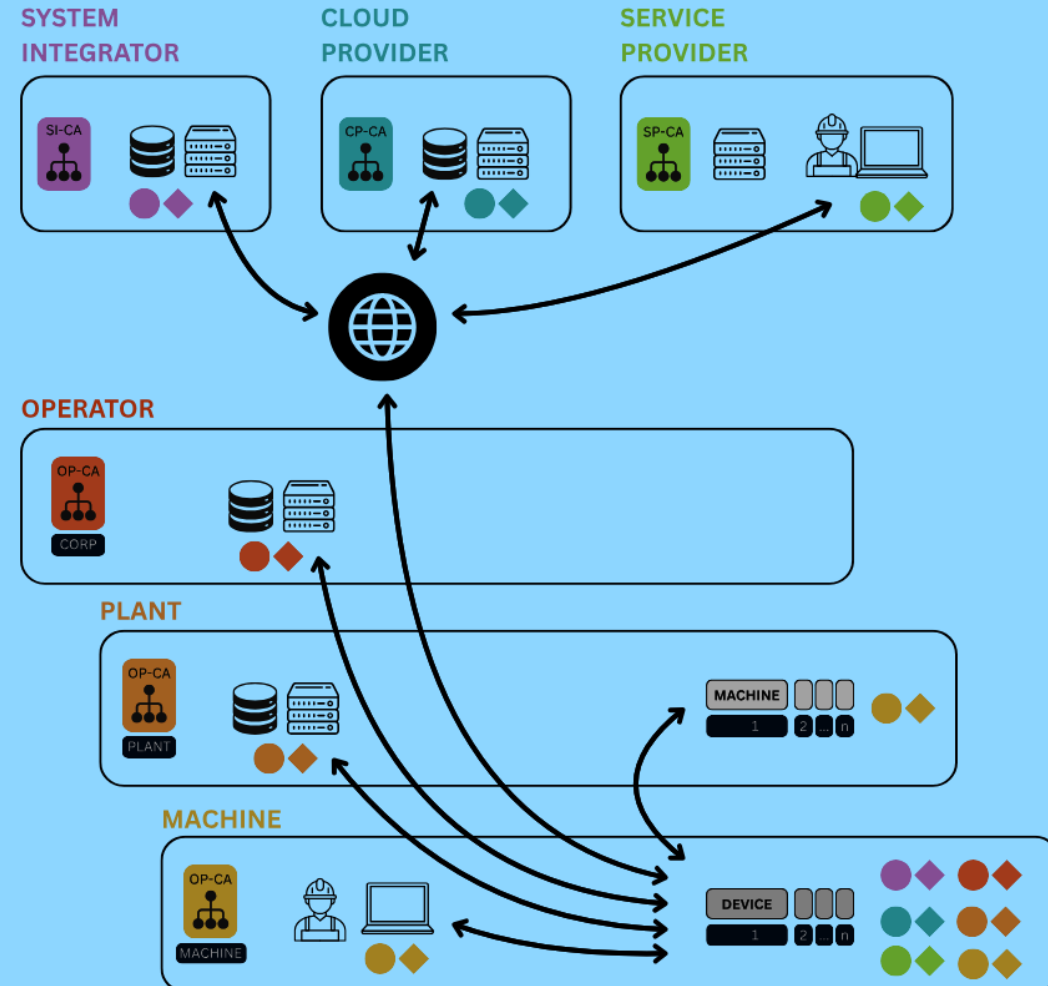 SYSTEM
INTEGRATOR
CLOUD
PROVIDER
SERVICE
PROVIDER
SI-CA
CP-CA
SP-CA
OPERATOR
OP-CA
CORP
PLANT
OP-CA
PLANT
MACHINE
1
2
...
n
MACHINE
OP-CA
MACHINE
DEVICE
1
2
...
n